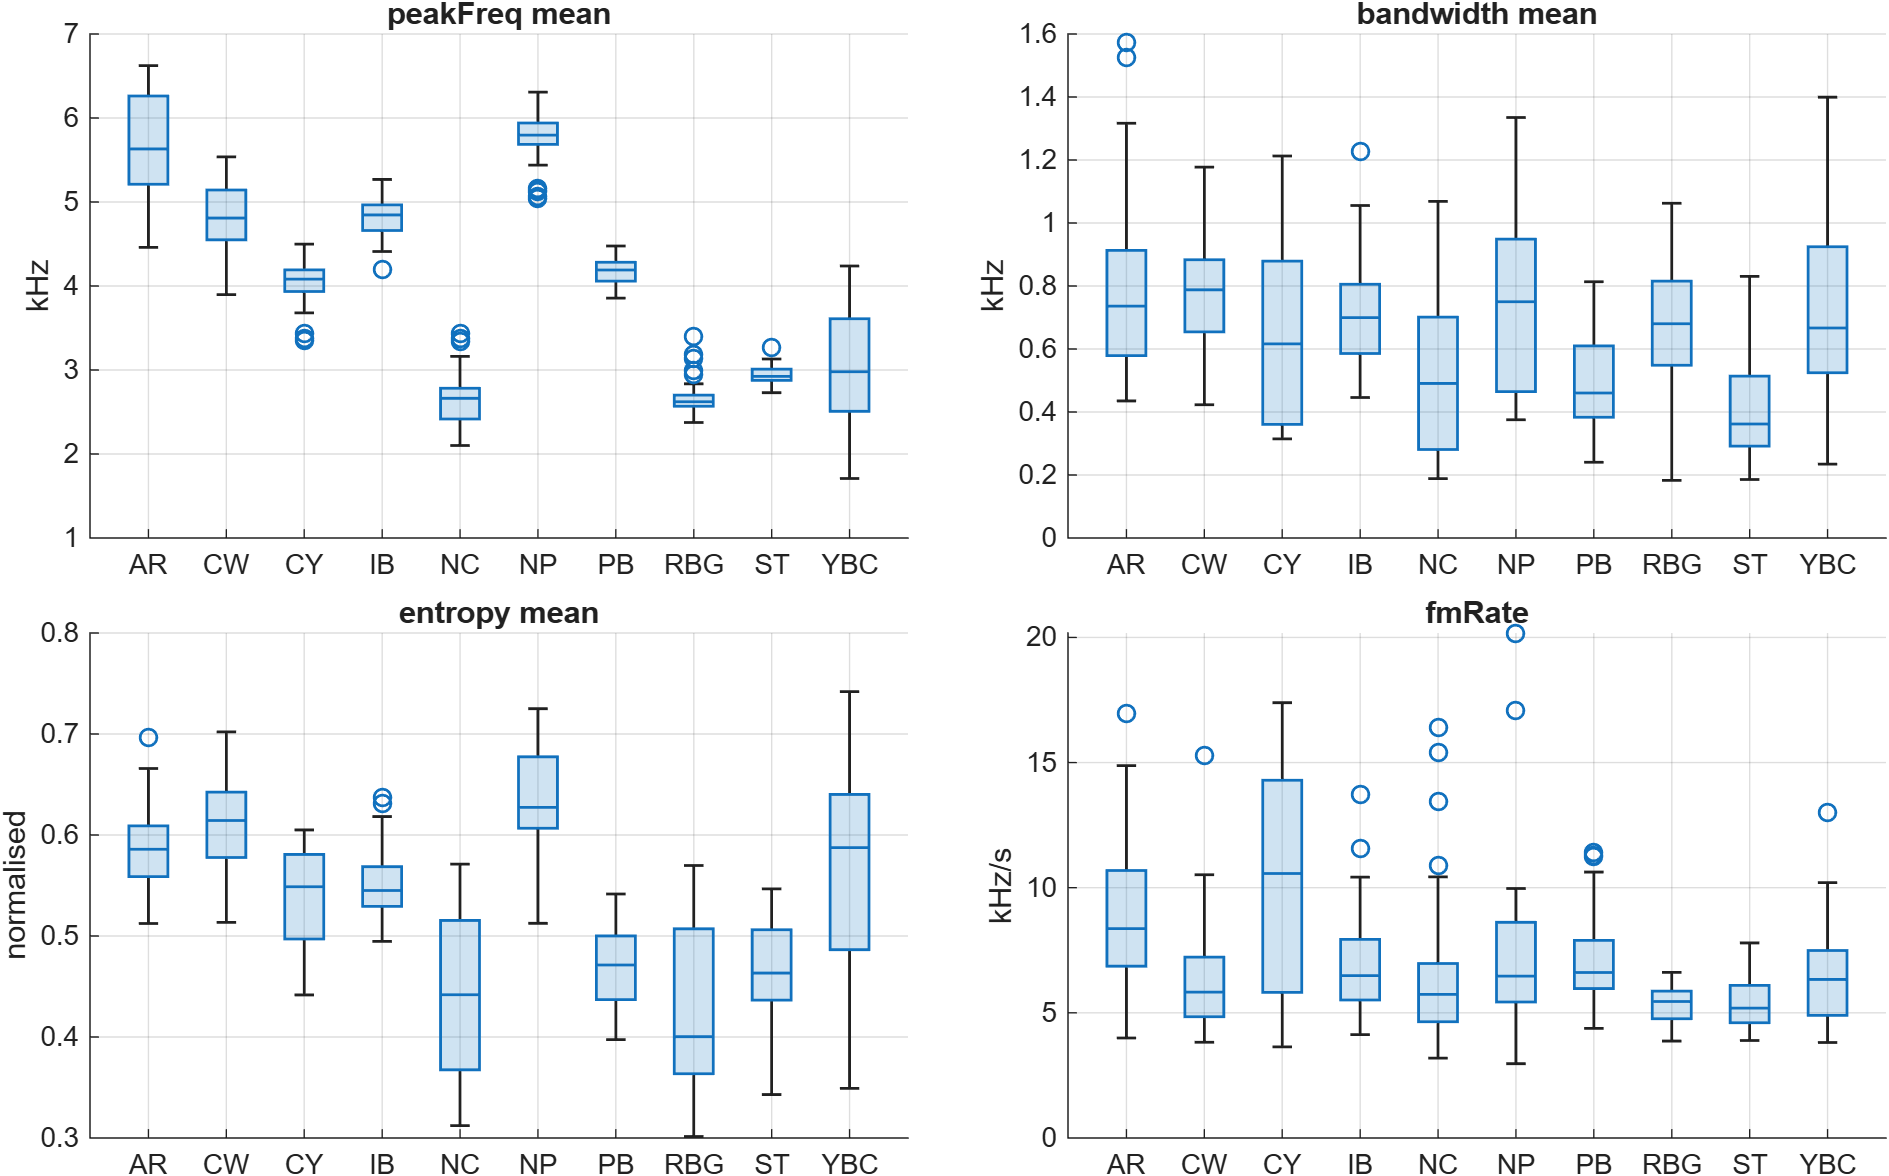 peakFreq mean
7
6
5
4
3
2
1
kHz
AR CW CY IB NC NP PB RBG ST YBC
bandwidth mean
1.6
1.4
1.2
1
0.8
0.6
0.4
0.2
0
kHz
AR CW CY IB NC NP PB RBG ST YBC
entropy mean
0.8
0.7
0.6
0.5
0.4
0.3
normalised
AR CW CY IB NC NP PB RBG ST YBC
fmRate
20
15
10
5
0
kHz/s
AR CW CY IB NC NP PB RBG ST YBC